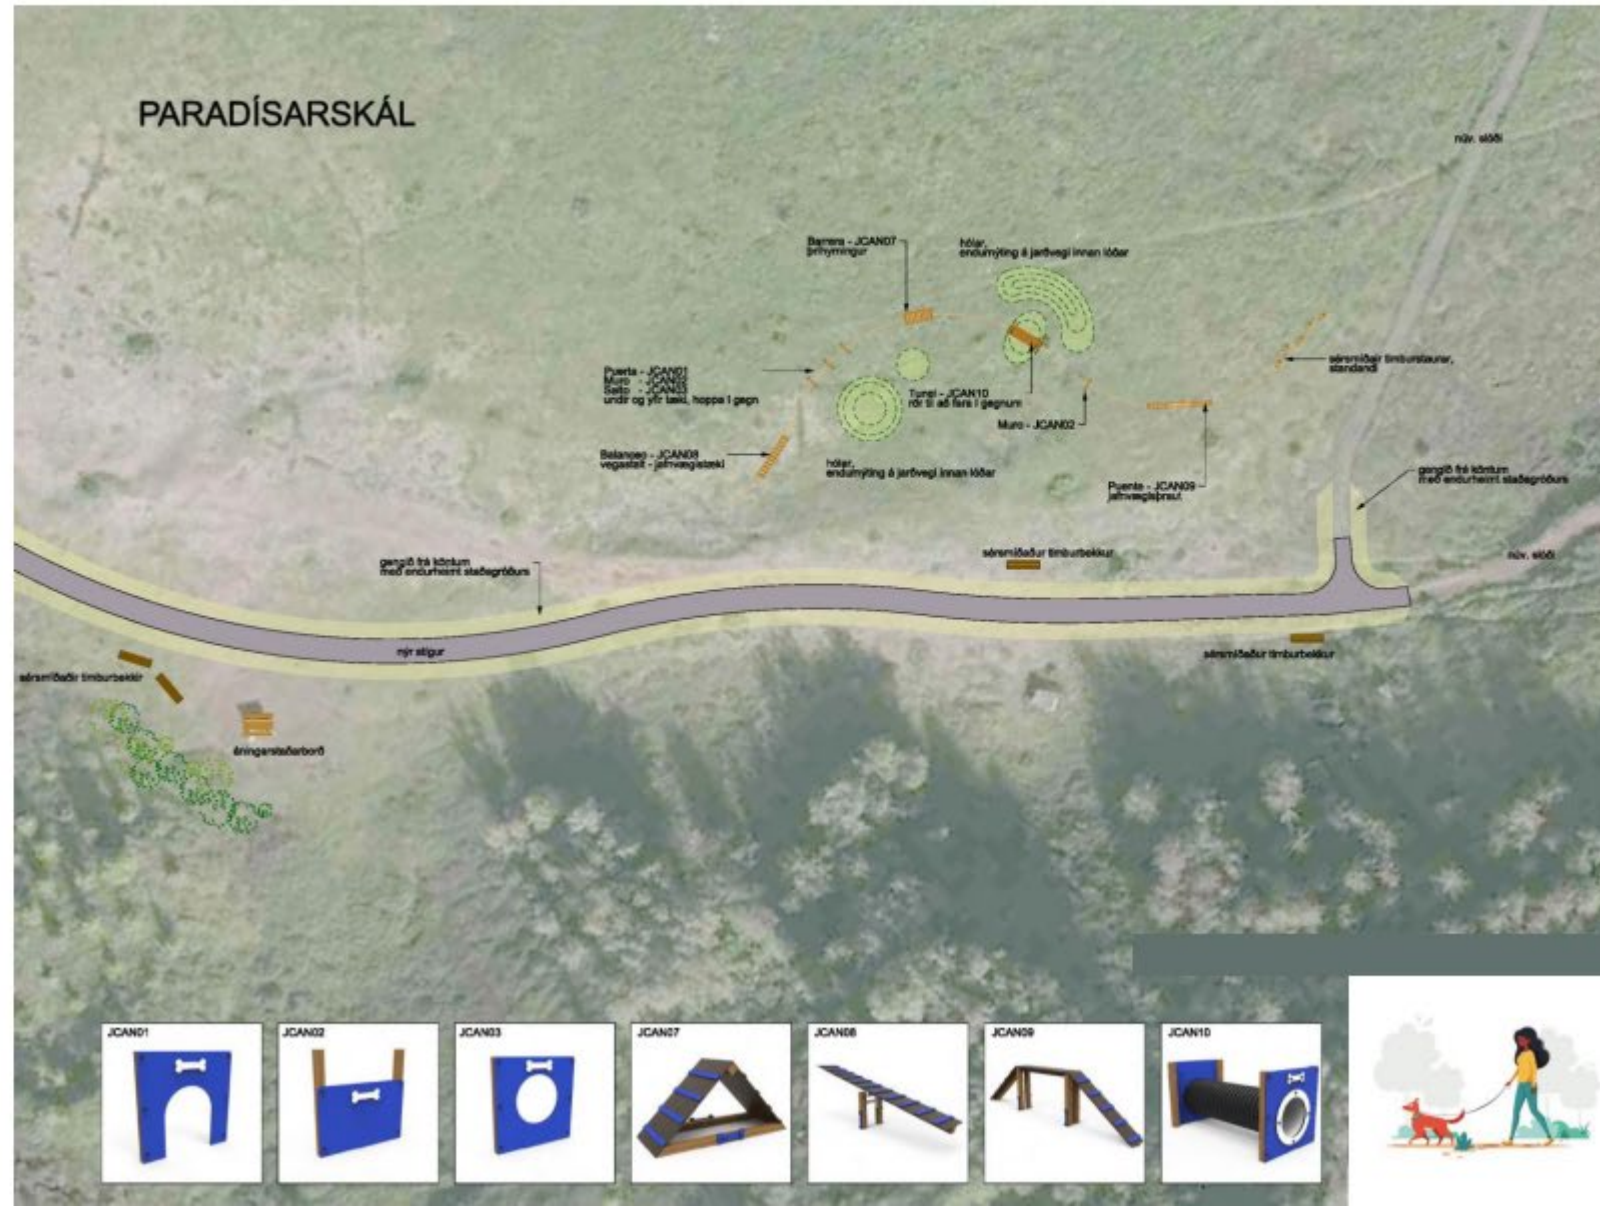 PARADÍSARSKÁL
núv. slóði
Barrera - JCAN07
þríhyrningur
hólar,
endurnýting á jarðvegi innan lóðar
Puerta - JCAN01
Muro - JCAN02
Salto - JCAN03
undir og yfir tæki, hoppa í gegn
Tunel - JCAN10
rör til að fara í gegnum
sérsmíðaðir timburstaurar,
standandi
Muro - JCAN02
Balanceo - JCAN08
vegasalt - jafnvægistæki
hólar,
endurnýting á jarðvegi innan lóðar
Puente - JCAN09
jafnvægisþraut
gengið frá köntum
með endurheimt staðargróðurs
gengið frá köntum
með endurheimt staðargróðurs
sérsmíðaður timburbekkur
núv. slóði
nýr stígur
sérsmíðaður timburbekkur
sérsmíðaðir timburbekkir
áningarstaðarborð
JCAN01
JCAN02
JCAN03
JCAN07
JCAN08
JCAN09
JCAN10